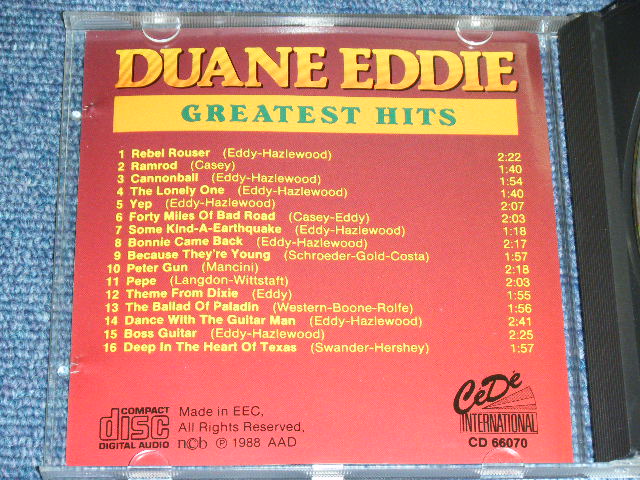 DUANE EDDIE
GREATEST HITS
1 Rebel Rouser (Eddy-Hazlewood) 2:22
2 Ramrod (Casey) 1:40
3 Cannonball (Eddy-Hazlewood) 1:54
4 The Lonely One (Eddy-Hazlewood) 1:40
5 Yep (Eddy-Hazlewood) 2:07
6 Forty Miles Of Bad Road (Casey-Eddy) 2:03
7 Some Kind-A-Earthquake (Eddy-Hazlewood) 1:18
8 Bonnie Came Back (Eddy-Hazlewood) 2:17
9 Because They're Young (Schroeder-Gold-Costa) 1:57
10 Peter Gun (Mancini) 2:18
11 Pepe (Langdon-Wittstaft) 2:03
12 Theme From Dixie (Eddy) 1:55
13 The Ballad Of Paladin (Western-Boone-Rolfe) 1:56
14 Dance With The Guitar Man (Eddy-Hazlewood) 2:41
15 Boss Guitar (Eddy-Hazlewood) 2:25
16 Deep In The Heart Of Texas (Swander-Hershey) 1:57
COMPACT
disc
DIGITAL AUDIO
Made in EEC,
All Rights Reserved,
n©b ℗ 1988 AAD
CéDé
INTERNATIONAL
CD 66070